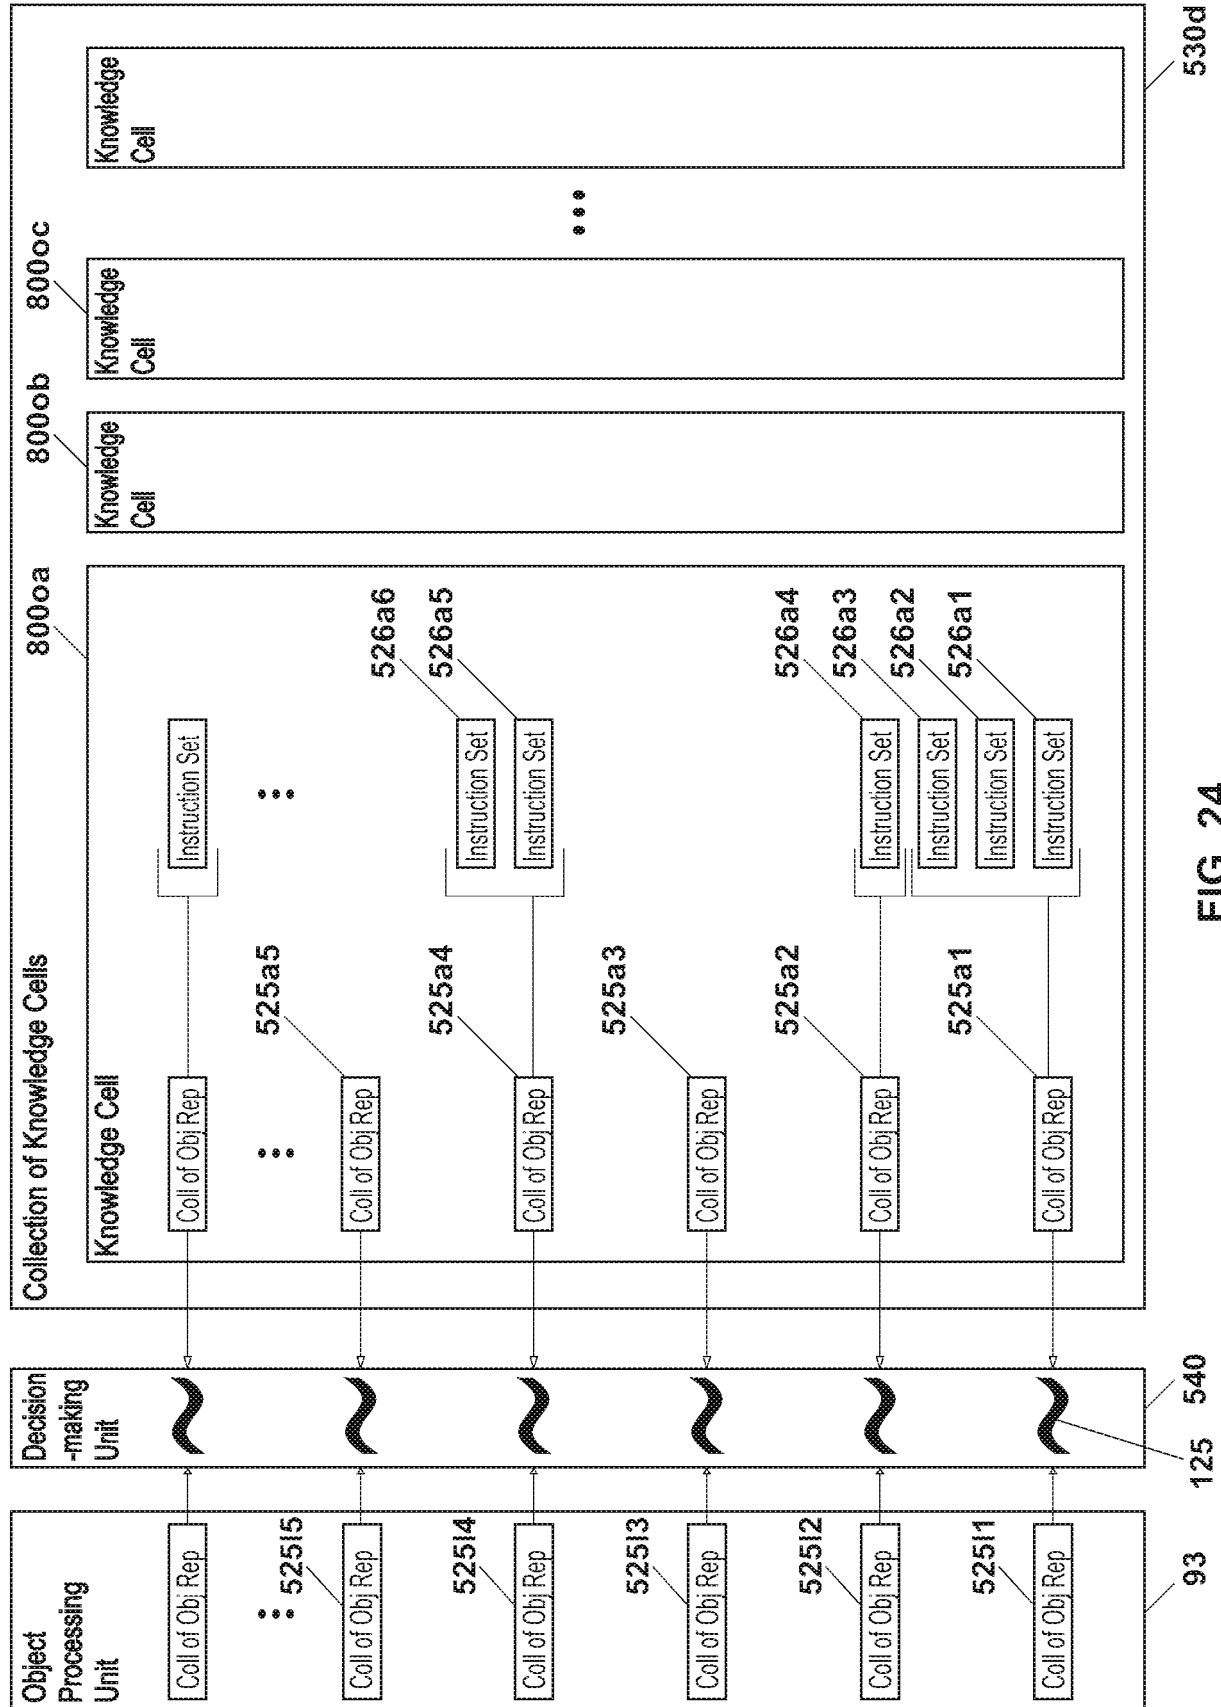 Object
Processing
Unit
Coll of Obj Rep
525l5
Coll of Obj Rep
525l4
Coll of Obj Rep
525l3
Coll of Obj Rep
525l2
Coll of Obj Rep
525l1
Coll of Obj Rep
93
Decision
-making
Unit
125
540
Collection of Knowledge Cells
Knowledge Cell
800oa
Coll of Obj Rep
Instruction Set
525a5
Coll of Obj Rep
525a4
Coll of Obj Rep
526a6
Instruction Set
526a5
Instruction Set
525a3
Coll of Obj Rep
525a2
Coll of Obj Rep
526a4
Instruction Set
526a3
Instruction Set
526a2
Instruction Set
526a1
Instruction Set
525a1
Coll of Obj Rep
800ob
Knowledge
Cell
800oc
Knowledge
Cell
Knowledge
Cell
530d
FIG. 24